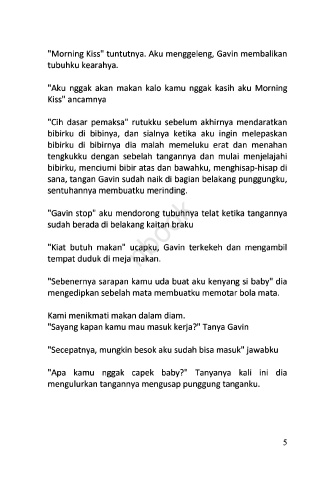 "Morning Kiss" tuntutnya. Aku menggeleng, Gavin membalikan
tubuhku kearahya.
"Aku nggak akan makan kalo kamu nggak kasih aku Morning
Kiss" ancamnya
"Cih dasar pemaksa" rutukku sebelum akhirnya mendaratkan
bibirku di bibinya, dan sialnya ketika aku ingin melepaskan
bibirku di bibirnya dia malah memeluku erat dan menahan
tengkukku dengan sebelah tangannya dan mulai menjelajahi
bibirku, menciumi bibir atas dan bawahku, menghisap-hisap di
sana, tangan Gavin sudah naik di bagian belakang punggungku,
sentuhannya membuatku merinding.
"Gavin stop" aku mendorong tubuhnya telat ketika tangannya
sudah berada di belakang kaitan braku
"Kiat butuh makan" ucapku, Gavin terkekeh dan mengambil
tempat duduk di meja makan.
"Sebenernya sarapan kamu uda buat aku kenyang si baby" dia
mengedipkan sebelah mata membuatku memotar bola mata.
Kami menikmati makan dalam diam.
"Sayang kapan kamu mau masuk kerja?" Tanya Gavin
"Secepatnya, mungkin besok aku sudah bisa masuk" jawabku
"Apa kamu nggak capek baby?" Tanyanya kali ini dia
mengulurkan tangannya mengusap punggung tanganku.
5